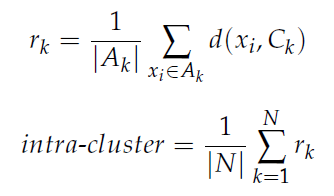 r_k = \frac{1}{|A_k|} \sum_{x_i \in A_k} d(x_i, C_k)
intra-cluster = \frac{1}{|N|} \sum_{k=1}^{N} r_k